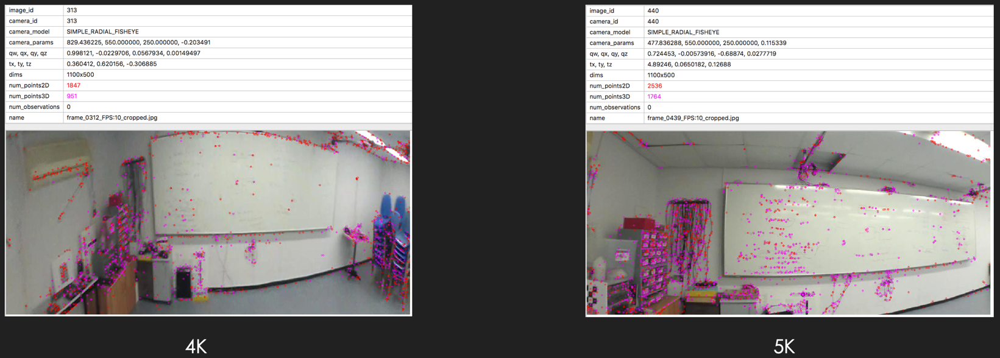 image_id 313
camera_id 313
camera_model SIMPLE_RADIAL_FISHEYE
camera_params 829.436225, 550.000000, 250.000000, -0.203491
qw, qx, qy, qz 0.998121, -0.0229706, 0.0567934, 0.00149497
tx, ty, tz 0.360412, 0.620156, -0.306885
dims 1100x500
num_points2D 1847
num_points3D 951
num_observations 0
name frame_0312_FPS:10_cropped.jpg
4K
image_id 440
camera_id 440
camera_model SIMPLE_RADIAL_FISHEYE
camera_params 477.836288, 550.000000, 250.000000, 0.115339
qw, qx, qy, qz 0.724453, -0.00573916, -0.68874, 0.0277719
tx, ty, tz 4.89246, 0.0650182, 0.12688
dims 1100x500
num_points2D 2536
num_points3D 1764
num_observations 0
name frame_0439_FPS:10_cropped.jpg
5K